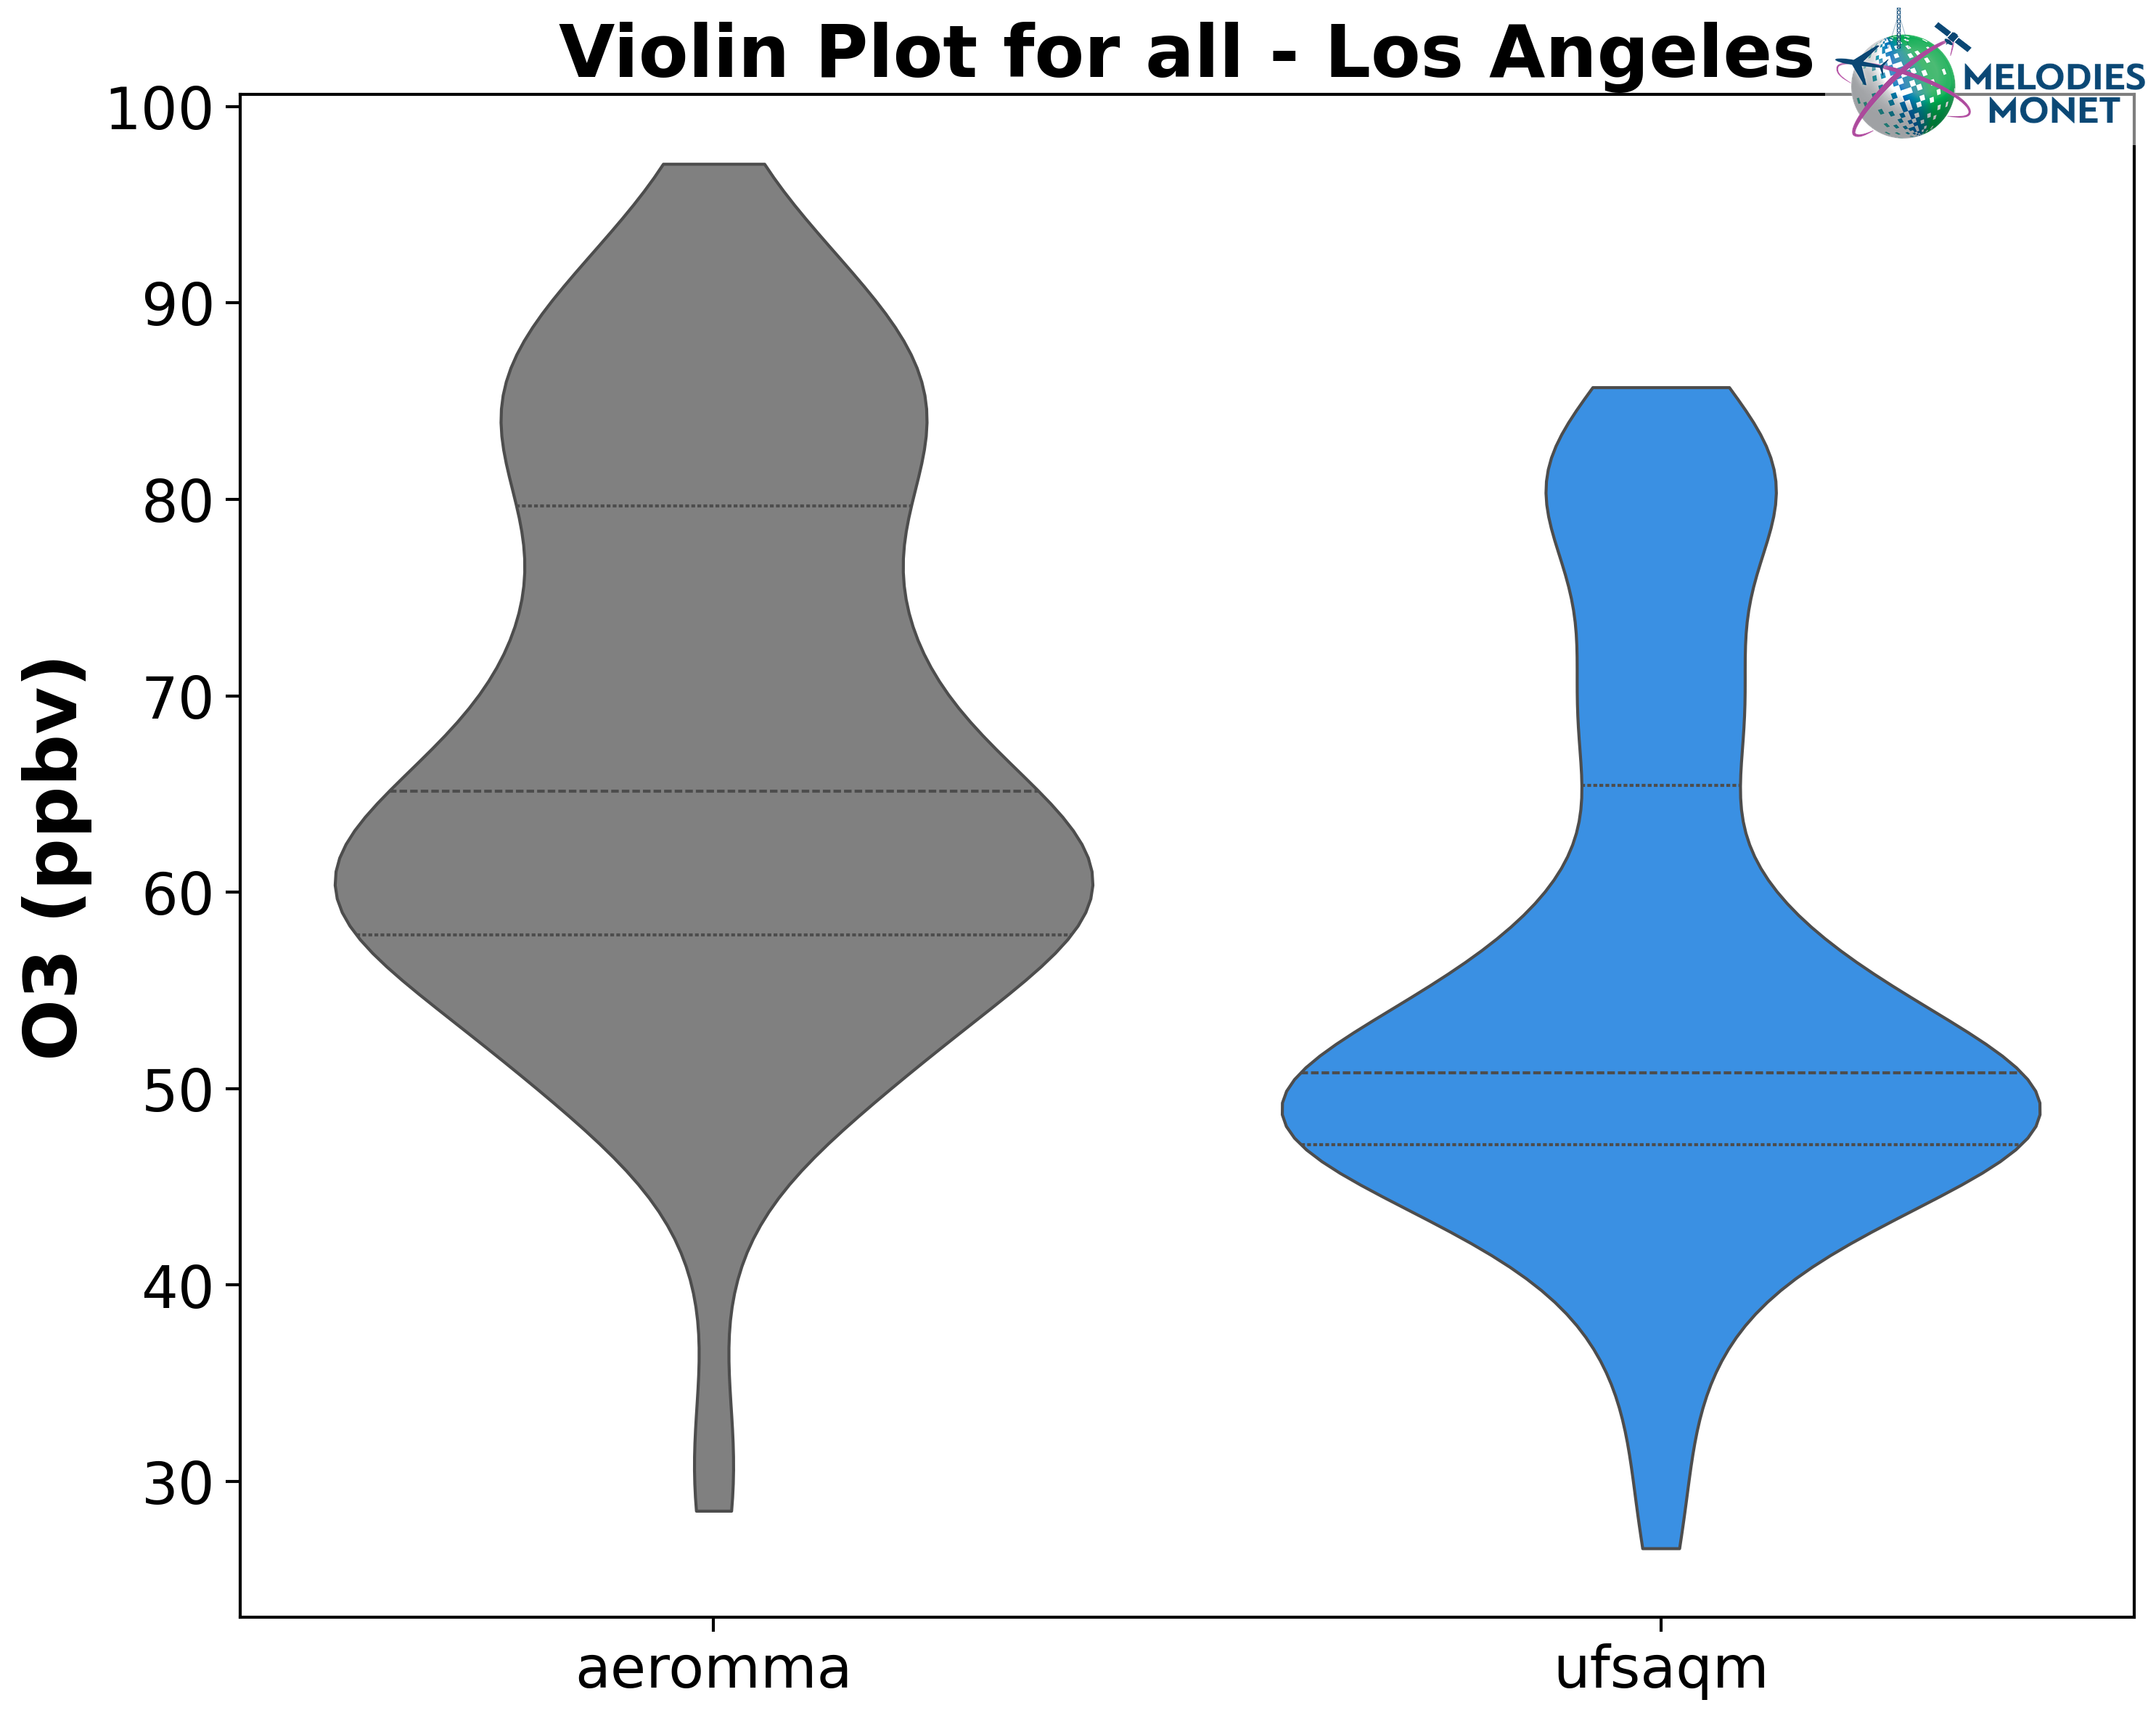 Violin Plot for all - Los Angeles
MELODIES
MONET
O3 (ppbv)
100
90
80
70
60
50
40
30
aeromma
ufsaqm